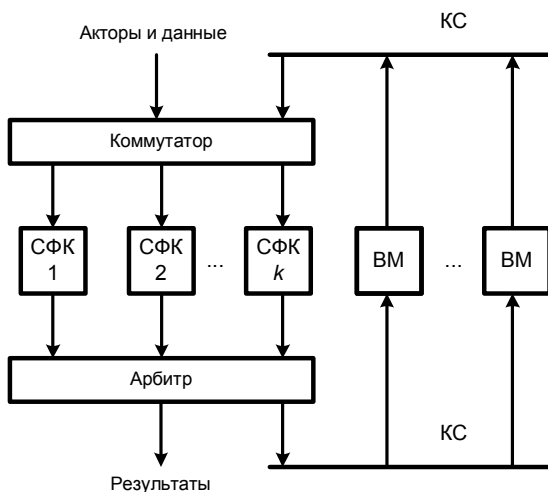 КС
Акторы и данные
Коммутатор
СФК
1
СФК
2
...
СФК
k
ВМ
...
ВМ
Арбитр
КС
Результаты